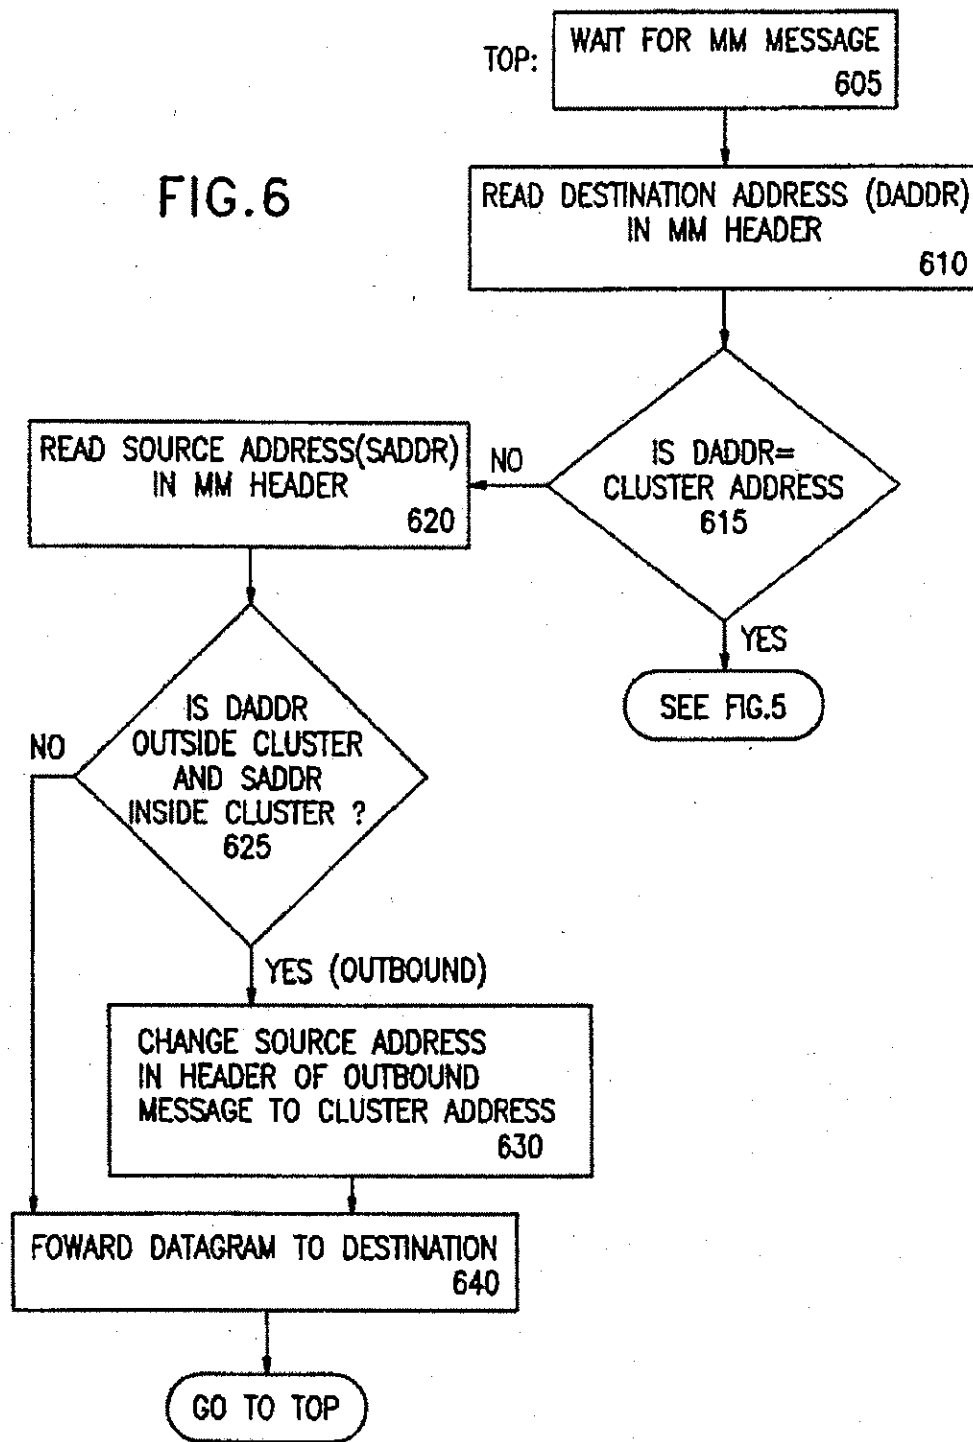 TOP:
WAIT FOR MM MESSAGE
605
FIG.6
READ DESTINATION ADDRESS (DADDR)
IN MM HEADER
610
IS DADDR=
CLUSTER ADDRESS
615
NO
YES
SEE FIG.5
READ SOURCE ADDRESS(SADDR)
IN MM HEADER
620
IS DADDR
OUTSIDE CLUSTER
AND SADDR
INSIDE CLUSTER ?
625
NO
YES (OUTBOUND)
CHANGE SOURCE ADDRESS
IN HEADER OF OUTBOUND
MESSAGE TO CLUSTER ADDRESS
630
FOWARD DATAGRAM TO DESTINATION
640
GO TO TOP